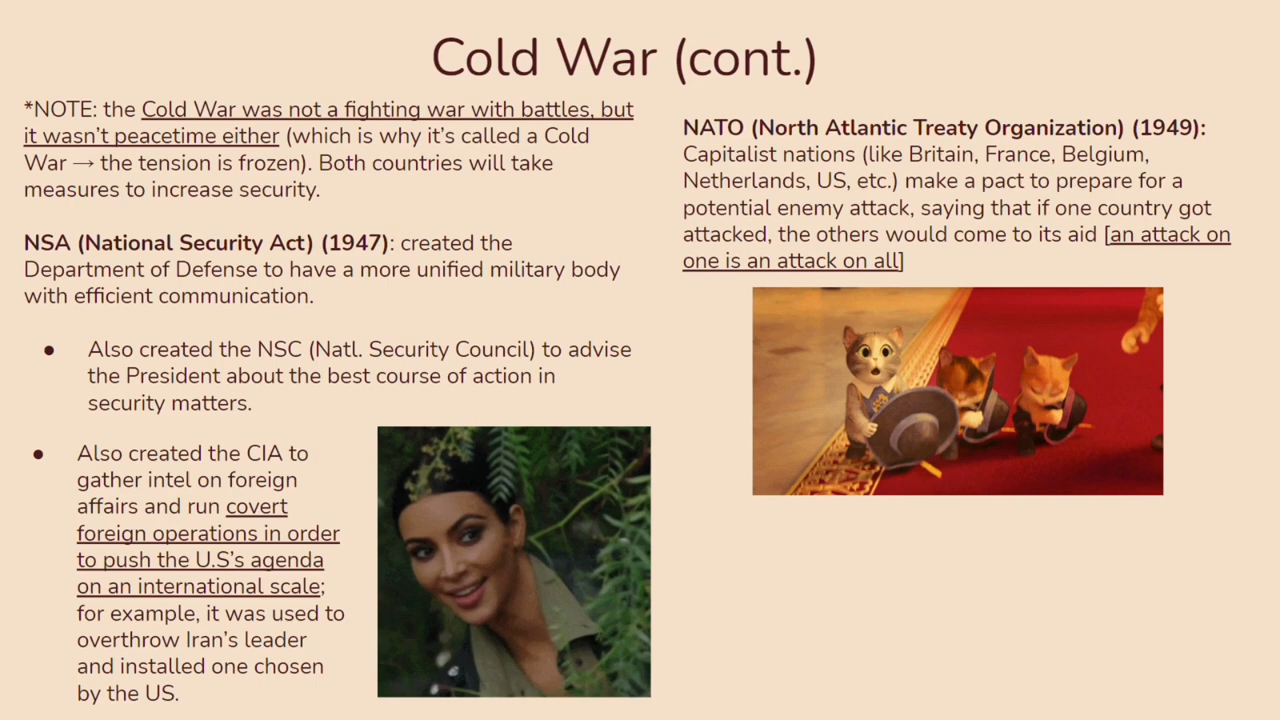 Cold War (cont.)
*NOTE: the Cold War was not a fighting war with battles, but
it wasn't peacetime either (which is why it's called a Cold
War → the tension is frozen). Both countries will take
measures to increase security.
NSA (National Security Act) (1947): created the
Department of Defense to have a more unified military body
with efficient communication.
● Also created the NSC (Natl. Security Council) to advise
the President about the best course of action in
security matters.
● Also created the CIA to
gather intel on foreign
affairs and run covert
foreign operations in order
to push the U.S's agenda
on an international scale;
for example, it was used to
overthrow Iran's leader
and installed one chosen
by the US.
NATO (North Atlantic Treaty Organization) (1949):
Capitalist nations (like Britain, France, Belgium,
Netherlands, US, etc.) make a pact to prepare for a
potential enemy attack, saying that if one country got
attacked, the others would come to its aid [an attack on
one is an attack on all]